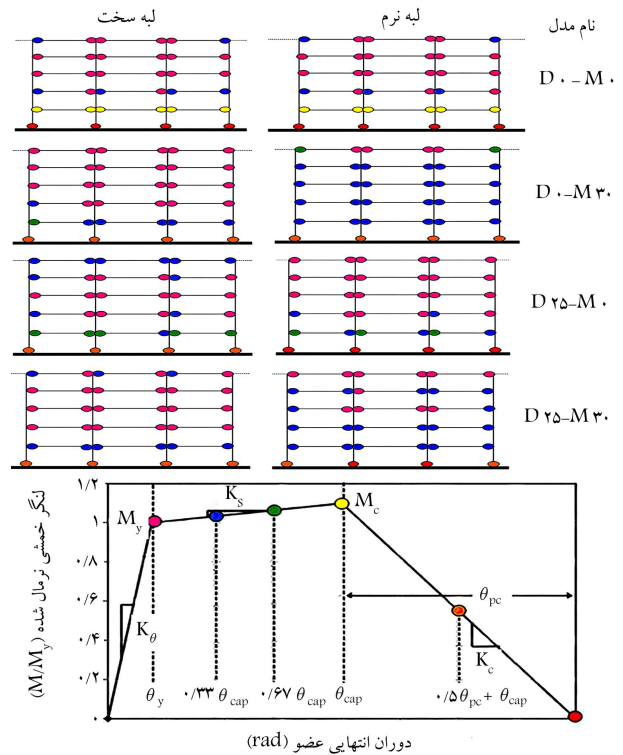 نام مدل
لبه نرم
لبه سخت
D ۰ – M ۰
D ۰–M ۳۰
D ۲۵–M ۰
D ۲۵–M ۳۰
لنگر خمشی نرمال شده (M/My)
۱/۲
۱
۰/۸
۰/۶
۰/۴
۰/۲
۰
My
Ks
Mc
Kθ
θpc
Kc
θy
۰/۳۳ θcap
۰/۶۷ θcap
θcap
۰/۵θpc + θcap
دوران انتهایی عضو (rad)